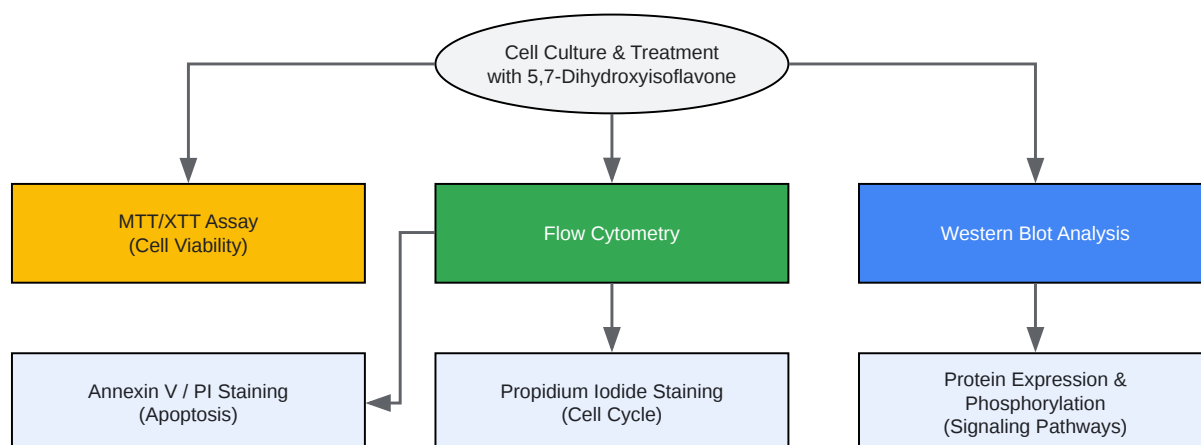 Cell Culture & Treatment
with 5,7-Dihydroxyisoflavone
MTT/XTT Assay
(Cell Viability)
Flow Cytometry
Western Blot Analysis
Annexin V / PI Staining
(Apoptosis)
Propidium Iodide Staining
(Cell Cycle)
Protein Expression &
Phosphorylation
(Signaling Pathways)